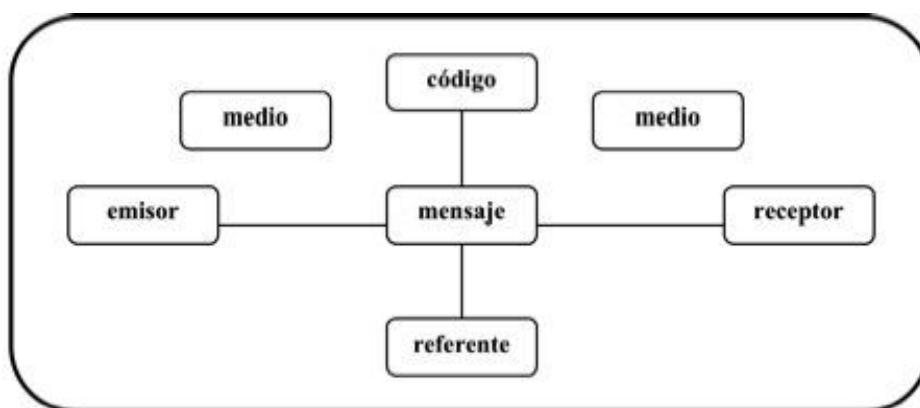 código
medio
medio
emisor
mensaje
receptor
referente